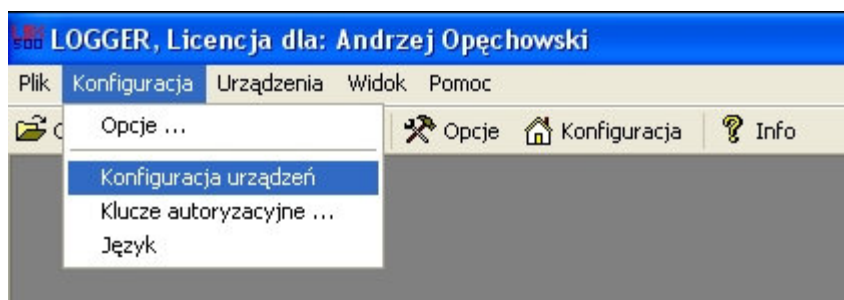 LOGGER, Licencja dla: Andrzej Opęchowski
Plik Konfiguracja Urządzenia Widok Pomoc
Opcje Konfiguracja Info
Opcje ...
Konfiguracja urządzeń
Klucze autoryzacyjne ...
Język